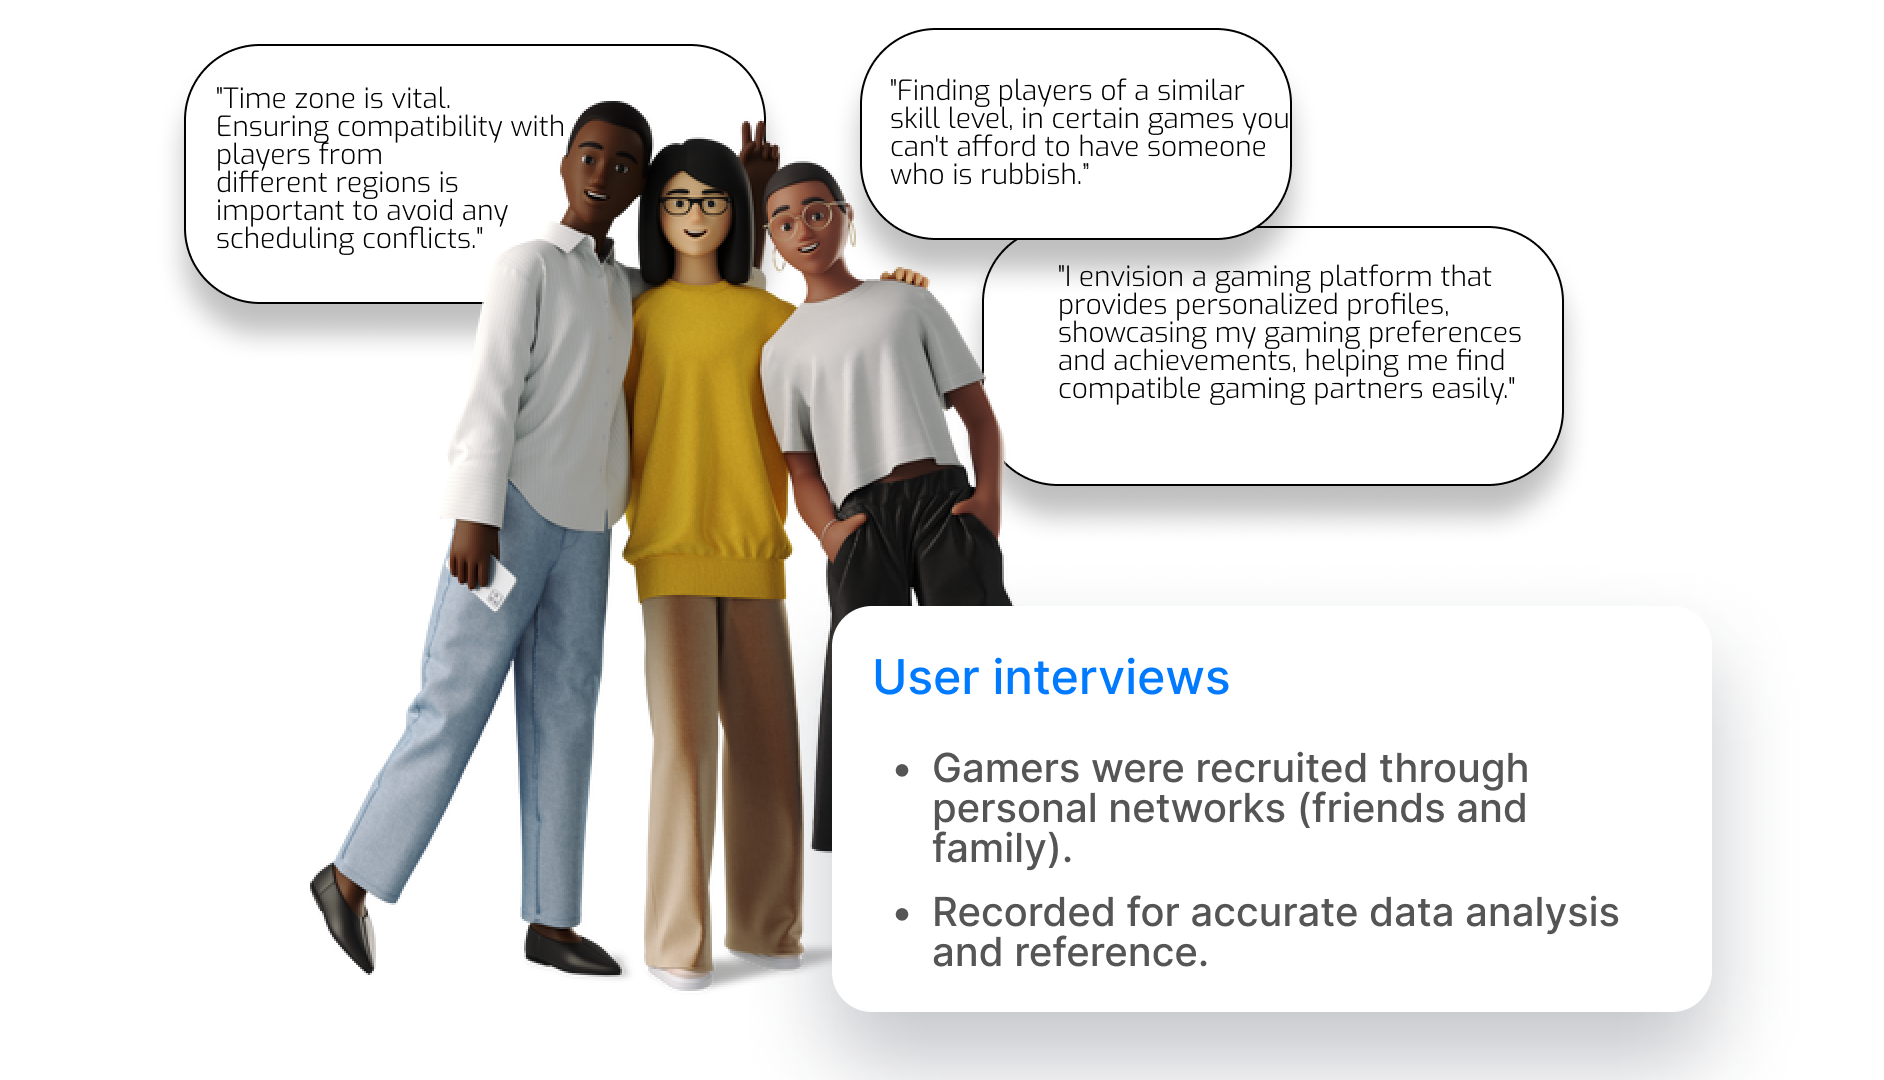 "Time zone is vital.
Ensuring compatibility with
players from
different regions is
important to avoid any
scheduling conflicts."
"Finding players of a similar
skill level, in certain games you
can't afford to have someone
who is rubbish."
"I envision a gaming platform that
provides personalized profiles,
showcasing my gaming preferences
and achievements, helping me find
compatible gaming partners easily."
User interviews
• Gamers were recruited through
personal networks (friends and
family).
• Recorded for accurate data analysis
and reference.